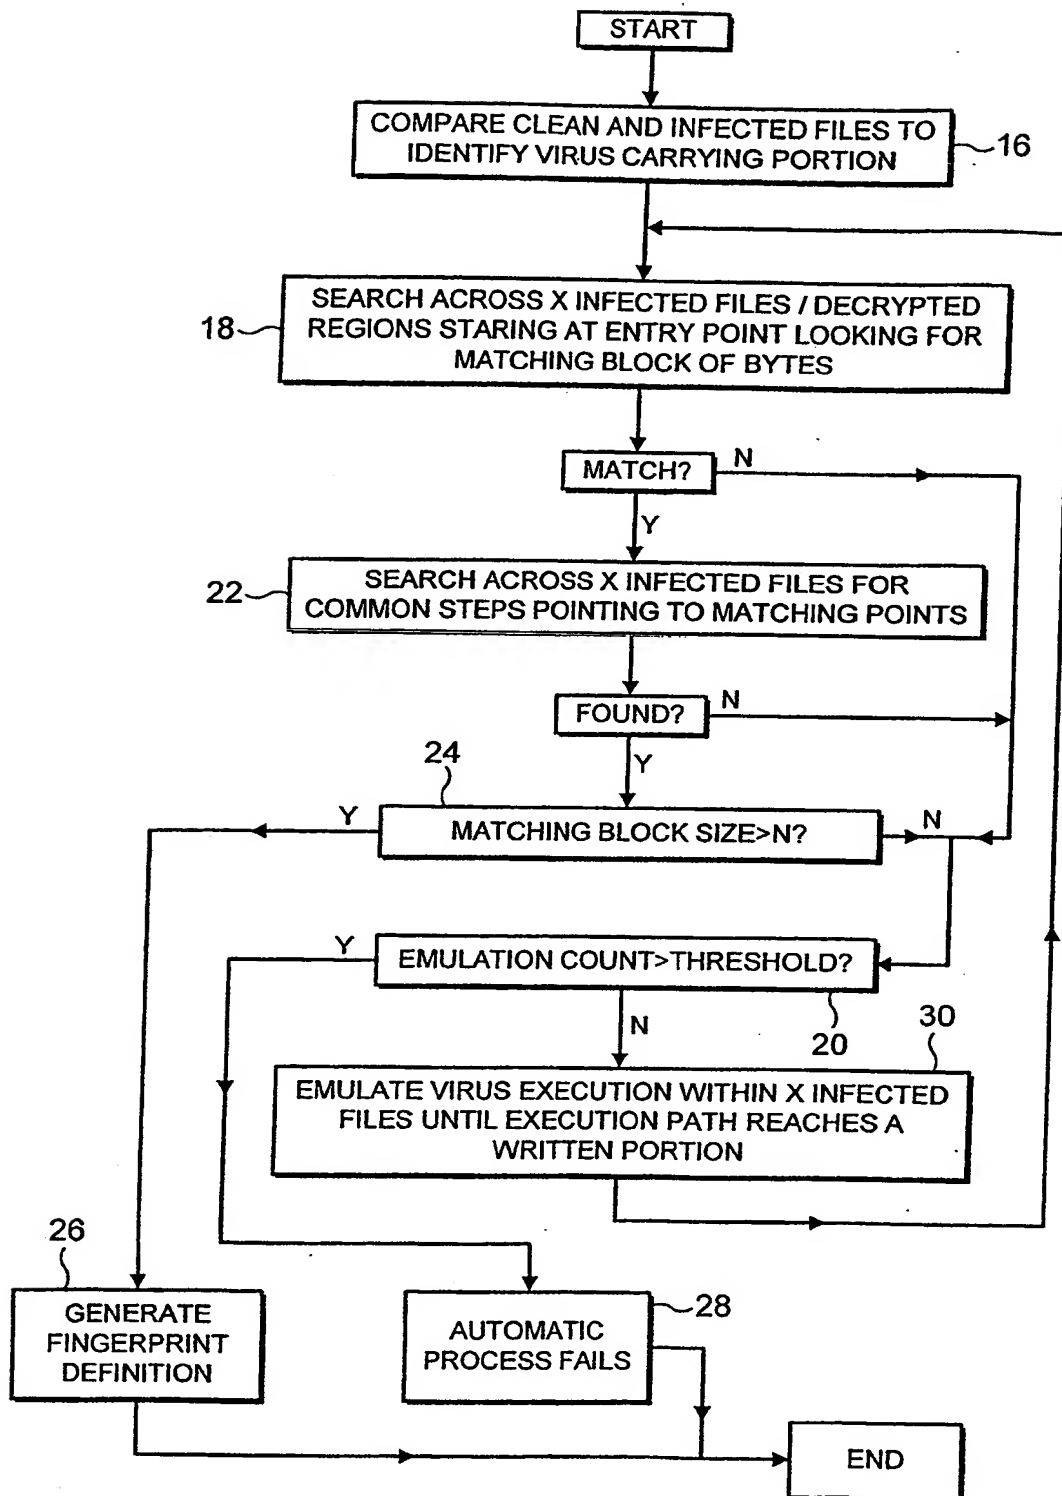 START
COMPARE CLEAN AND INFECTED FILES TO
IDENTIFY VIRUS CARRYING PORTION
16
SEARCH ACROSS X INFECTED FILES / DECRYPTED
REGIONS STARING AT ENTRY POINT LOOKING FOR
MATCHING BLOCK OF BYTES
18
MATCH?
N
Y
SEARCH ACROSS X INFECTED FILES FOR
COMMON STEPS POINTING TO MATCHING POINTS
22
FOUND?
N
Y
24
Y
MATCHING BLOCK SIZE>N?
N
Y
EMULATION COUNT>THRESHOLD?
20
N
30
EMULATE VIRUS EXECUTION WITHIN X INFECTED
FILES UNTIL EXECUTION PATH REACHES A
WRITTEN PORTION
26
GENERATE
FINGERPRINT
DEFINITION
28
AUTOMATIC
PROCESS FAILS
END